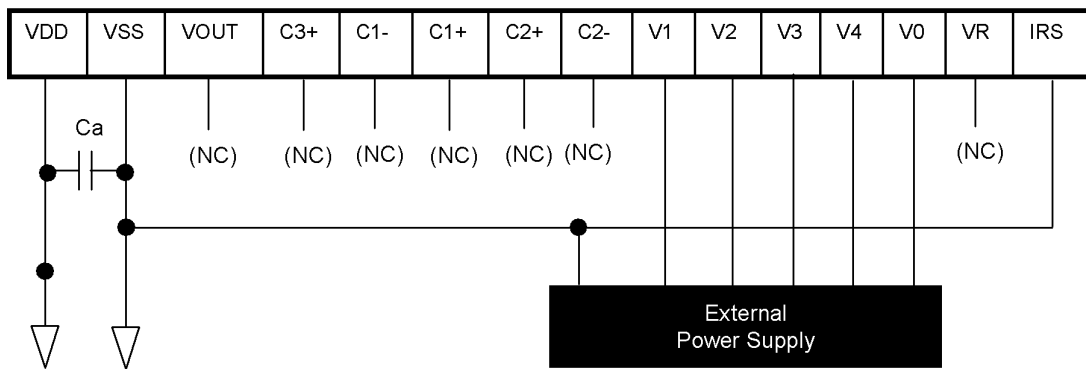 VDD VSS VOUT C3+ C1- C1+ C2+ C2- V1 V2 V3 V4 V0 VR IRS
Ca
(NC) (NC) (NC) (NC) (NC) (NC) (NC)
External
Power Supply